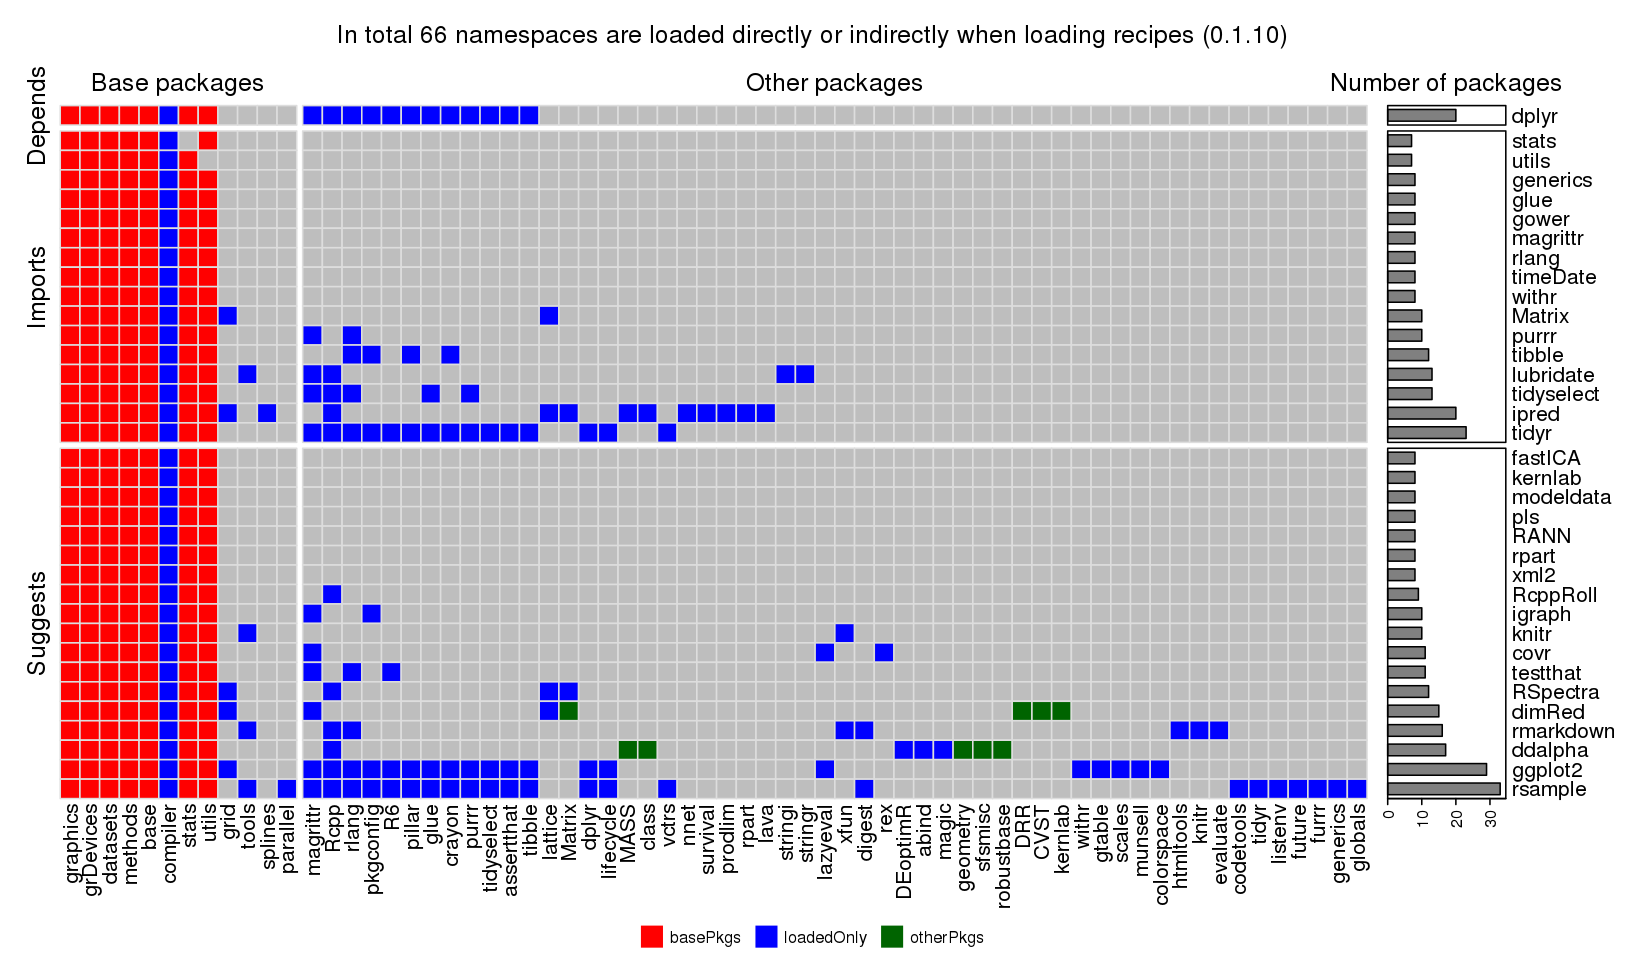 In total 66 namespaces are loaded directly or indirectly when loading recipes (0.1.10)
Base packages
Other packages
Number of packages
Depends
Imports
Suggests
dplyr
stats
utils
generics
glue
gower
magrittr
rlang
timeDate
withr
Matrix
purrr
tibble
lubridate
tidyselect
ipred
tidyr
fastICA
kernlab
modeldata
pls
RANN
rpart
xml2
RcppRoll
igraph
knitr
covr
testthat
RSpectra
dimRed
rmarkdown
ddalpha
ggplot2
rsample
graphics
grDevices
datasets
methods
base
compiler
stats
utils
grid
tools
splines
parallel
magrittr
Rcpp
rlang
pkgconfig
R6
pillar
glue
crayon
purrr
tidyselect
assertthat
tibble
lattice
Matrix
dplyr
lifecycle
MASS
class
vctrs
nnet
survival
prodlim
rpart
lava
stringi
stringr
lazyeval
xfun
digest
rex
DEoptimR
abind
magic
geometry
sfsmisc
robustbase
DRR
CVST
kernlab
withr
gtable
scales
munsell
colorspace
htmltools
knitr
evaluate
codetools
tidyr
listenv
future
furrr
generics
globals
0
10
20
30
basePkgs
loadedOnly
otherPkgs